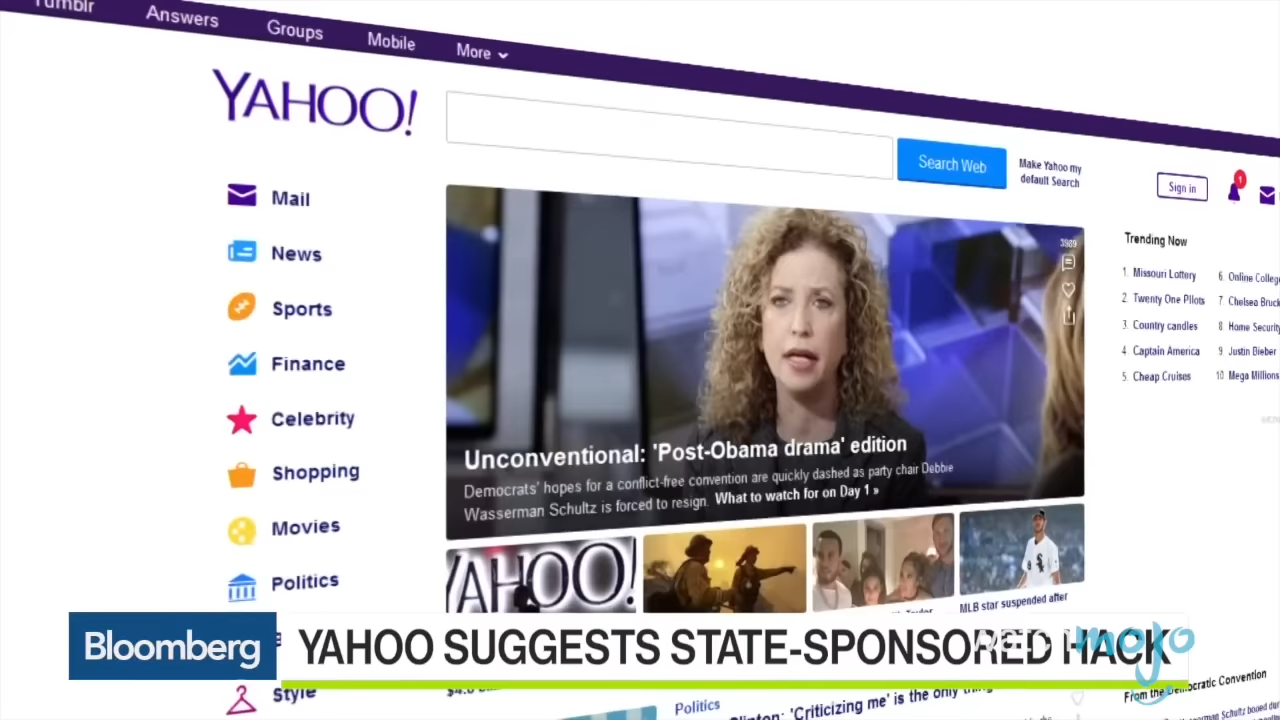 Tumblr
Answers
Groups
Mobile
More
YAHOO!
Search Web
Make Yahoo my
default Search
Sign in
1
Mail
News
Sports
Finance
Celebrity
Shopping
Movies
Politics
Style
3989
Unconventional: 'Post-Obama drama' edition
Democrats' hopes for a conflict-free convention are quickly dashed as party chair Debbie
Wasserman Schultz is forced to resign. What to watch for on Day 1 »
Trending Now
1. Missouri Lottery
2. Twenty One Pilots
3. Country candles
4. Captain America
5. Cheap Cruises
6. Online Colleg
7. Chelsea Bruck
8. Home Security
9. Justin Bieber
10. Mega Millions
YAHOO!
MLB star suspended after
Bloomberg
YAHOO SUGGESTS STATE-SPONSORED HACK
watch mojo
Politics
Clinton: 'Criticizing me' is the only thing
From the Democratic Convention